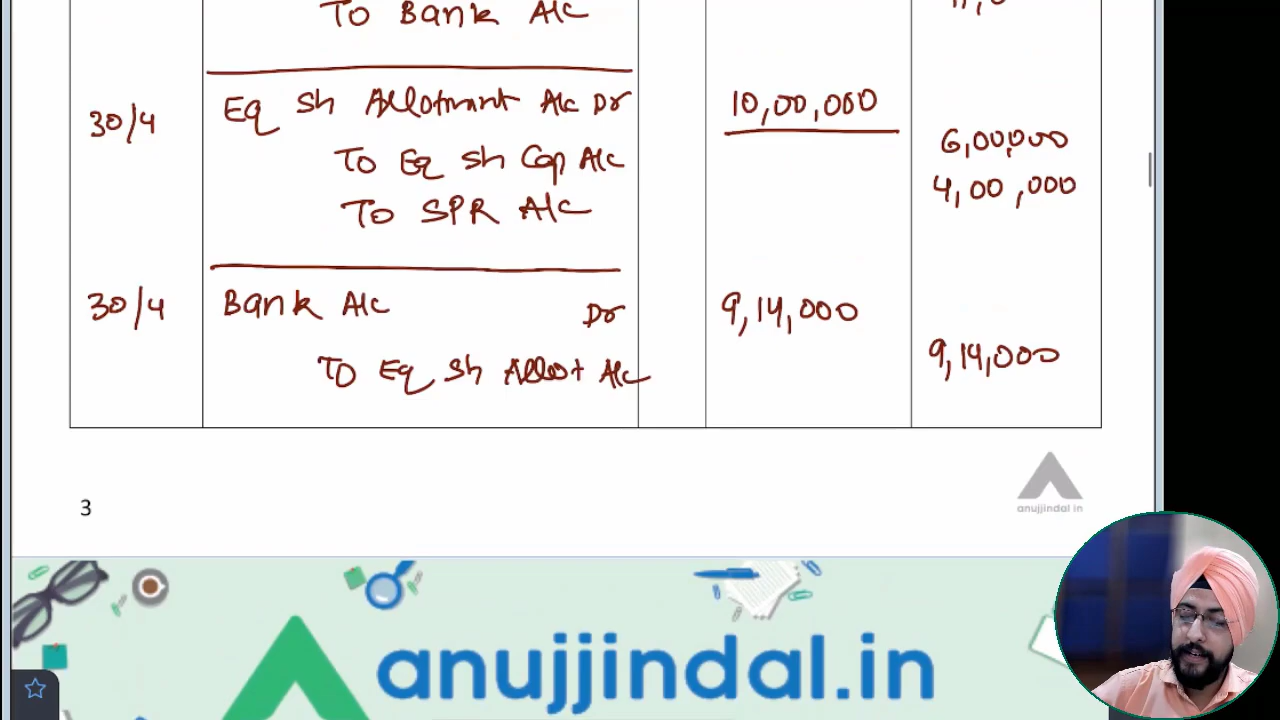 To Bank A/c
30/4 Eq Sh Allotment A/c Dr 10,00,000
To Eq Sh Cap A/c 6,00,000
To SPR A/c 4,00,000
30/4 Bank A/c Dr 9,14,000
To Eq Sh Allot A/c 9,14,000
3
anujjindal.in
anujjindal.in